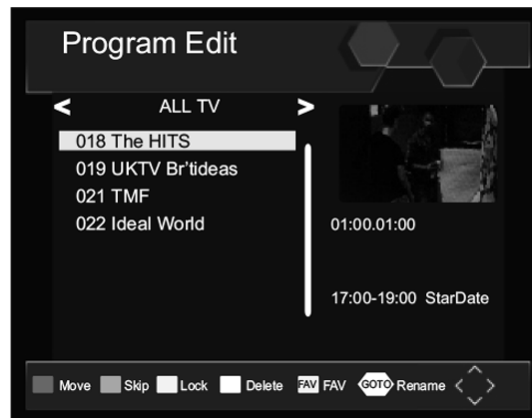 Program Edit
< ALL TV >
018 The HITS
019 UKTV Br'tideas
021 TMF
022 Ideal World
01:00.01:00
17:00-19:00 StarDate
Move Skip Lock Delete FAV FAV GOTO Rename